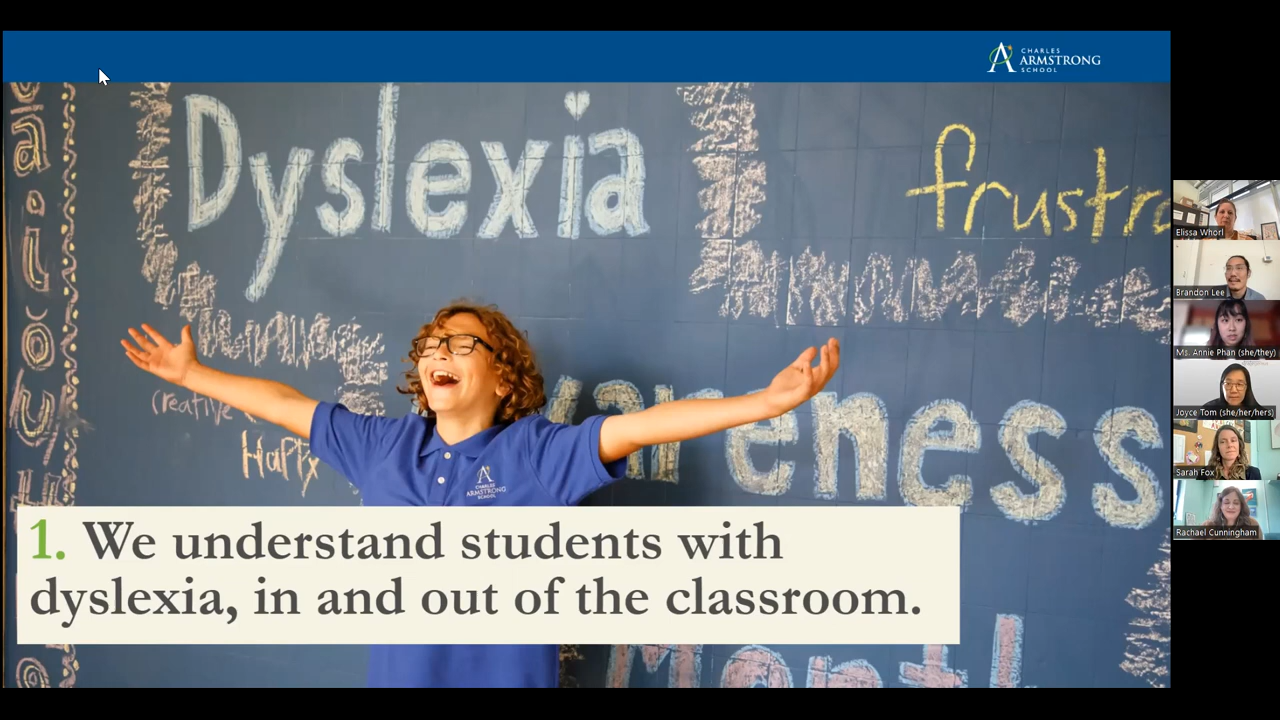 CHARLES
ARMSTRONG
SCHOOL
Dyslexia
Awareness
Month
(creative
Happy
CHARLES
ARMSTRONG
SCHOOL
1. We understand students with
dyslexia, in and out of the classroom.
Elissa Whorl
Brandon Lee
Ms. Annie Phan (she/they)
Joyce Tom (she/her/hers)
Sarah Fox
Rachael Cunningham